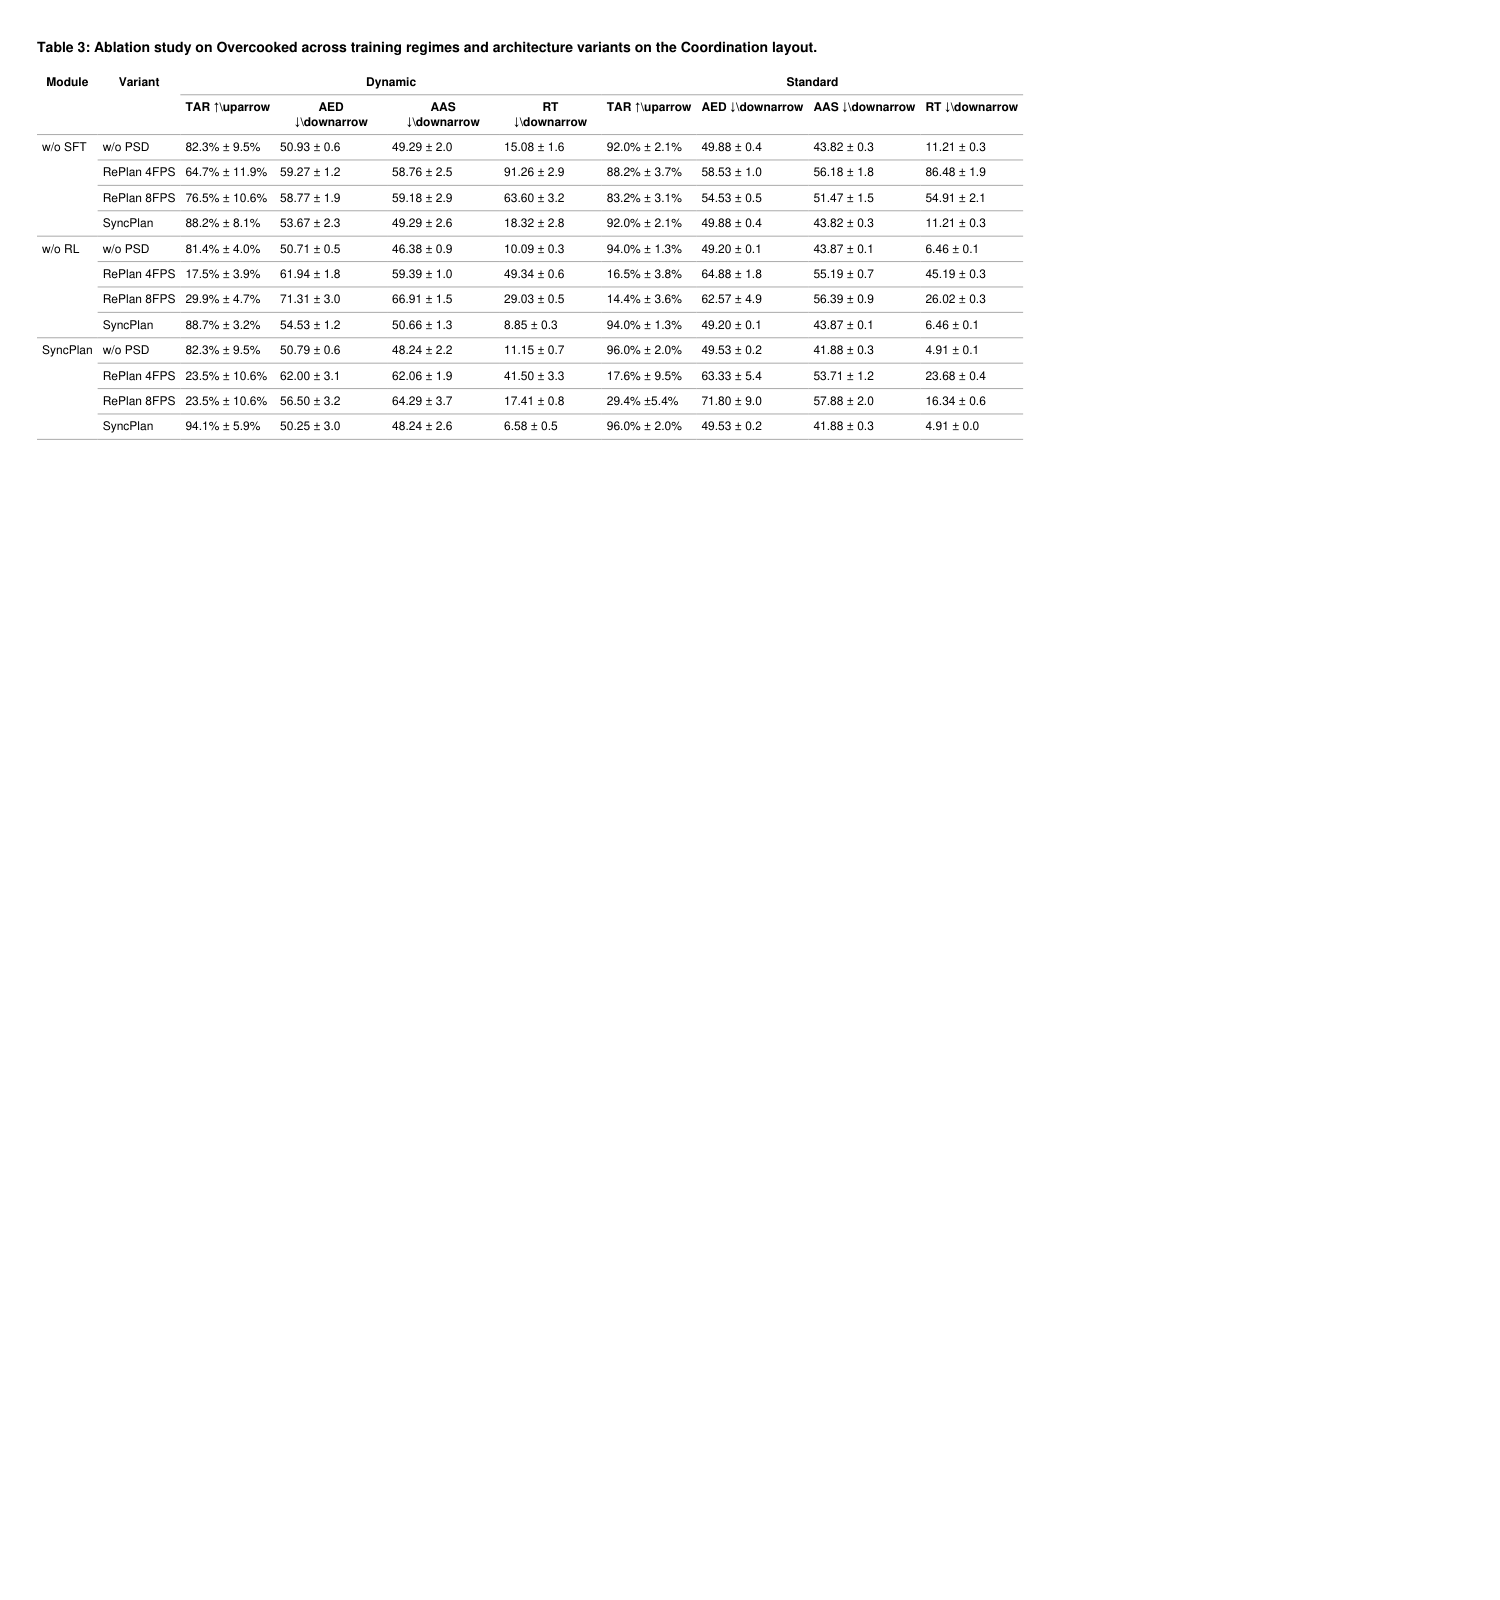 Table 3: Ablation study on Overcooked across training regimes and architecture variants on the Coordination layout.
Module Variant Dynamic Standard
TAR ↑\uparrow AED ↓\downarrow AAS ↓\downarrow RT ↓\downarrow TAR ↑\uparrow AED ↓\downarrow AAS ↓\downarrow RT ↓\downarrow
w/o SFT w/o PSD 82.3% ± 9.5% 50.93 ± 0.6 49.29 ± 2.0 15.08 ± 1.6 92.0% ± 2.1% 49.88 ± 0.4 43.82 ± 0.3 11.21 ± 0.3
RePlan 4FPS 64.7% ± 11.9% 59.27 ± 1.2 58.76 ± 2.5 91.26 ± 2.9 88.2% ± 3.7% 58.53 ± 1.0 56.18 ± 1.8 86.48 ± 1.9
RePlan 8FPS 76.5% ± 10.6% 58.77 ± 1.9 59.18 ± 2.9 63.60 ± 3.2 83.2% ± 3.1% 54.53 ± 0.5 51.47 ± 1.5 54.91 ± 2.1
SyncPlan 88.2% ± 8.1% 53.67 ± 2.3 49.29 ± 2.6 18.32 ± 2.8 92.0% ± 2.1% 49.88 ± 0.4 43.82 ± 0.3 11.21 ± 0.3
w/o RL w/o PSD 81.4% ± 4.0% 50.71 ± 0.5 46.38 ± 0.9 10.09 ± 0.3 94.0% ± 1.3% 49.20 ± 0.1 43.87 ± 0.1 6.46 ± 0.1
RePlan 4FPS 17.5% ± 3.9% 61.94 ± 1.8 59.39 ± 1.0 49.34 ± 0.6 16.5% ± 3.8% 64.88 ± 1.8 55.19 ± 0.7 45.19 ± 0.3
RePlan 8FPS 29.9% ± 4.7% 71.31 ± 3.0 66.91 ± 1.5 29.03 ± 0.5 14.4% ± 3.6% 62.57 ± 4.9 56.39 ± 0.9 26.02 ± 0.3
SyncPlan 88.7% ± 3.2% 54.53 ± 1.2 50.66 ± 1.3 8.85 ± 0.3 94.0% ± 1.3% 49.20 ± 0.1 43.87 ± 0.1 6.46 ± 0.1
SyncPlan w/o PSD 82.3% ± 9.5% 50.79 ± 0.6 48.24 ± 2.2 11.15 ± 0.7 96.0% ± 2.0% 49.53 ± 0.2 41.88 ± 0.3 4.91 ± 0.1
RePlan 4FPS 23.5% ± 10.6% 62.00 ± 3.1 62.06 ± 1.9 41.50 ± 3.3 17.6% ± 9.5% 63.33 ± 5.4 53.71 ± 1.2 23.68 ± 0.4
RePlan 8FPS 23.5% ± 10.6% 56.50 ± 3.2 64.29 ± 3.7 17.41 ± 0.8 29.4% ±5.4% 71.80 ± 9.0 57.88 ± 2.0 16.34 ± 0.6
SyncPlan 94.1% ± 5.9% 50.25 ± 3.0 48.24 ± 2.6 6.58 ± 0.5 96.0% ± 2.0% 49.53 ± 0.2 41.88 ± 0.3 4.91 ± 0.0